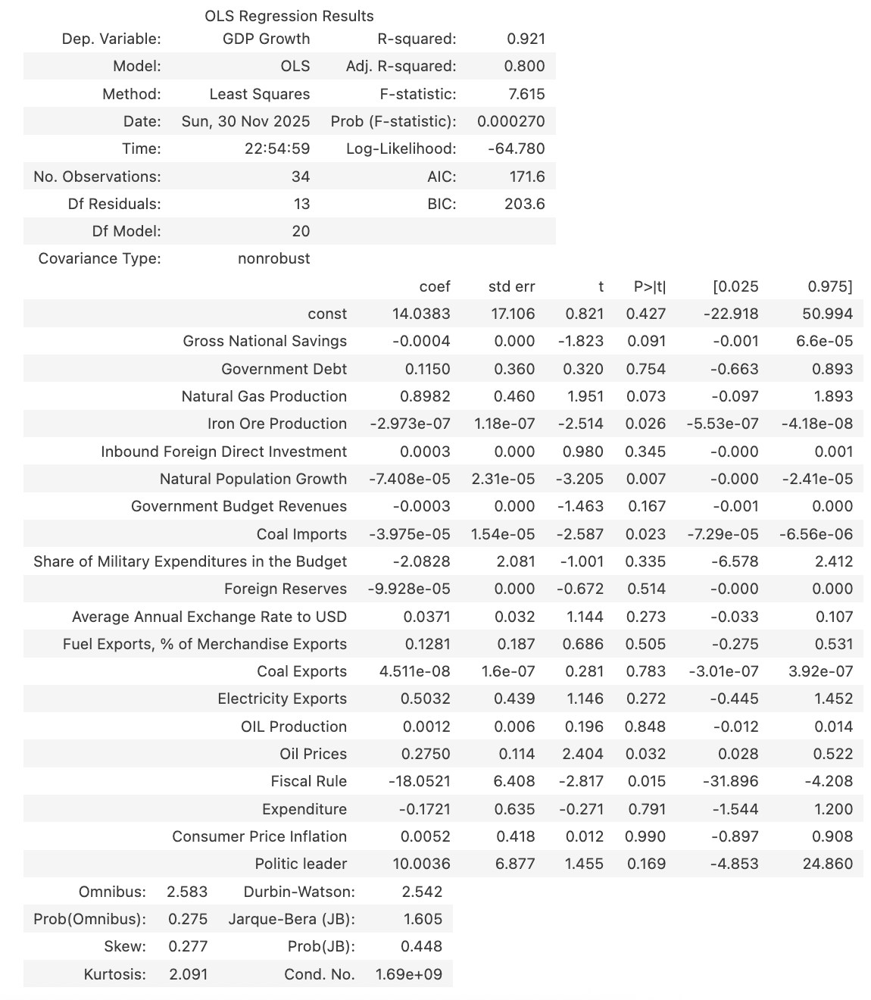 OLS Regression Results
Dep. Variable: GDP Growth R-squared: 0.921
Model: OLS Adj. R-squared: 0.800
Method: Least Squares F-statistic: 7.615
Date: Sun, 30 Nov 2025 Prob (F-statistic): 0.000270
Time: 22:54:59 Log-Likelihood: -64.780
No. Observations: 34 AIC: 171.6
Df Residuals: 13 BIC: 203.6
Df Model: 20
Covariance Type: nonrobust
coef std err t P>|t| [0.025 0.975]
const 14.0383 17.106 0.821 0.427 -22.918 50.994
Gross National Savings -0.0004 0.000 -1.823 0.091 -0.001 6.6e-05
Government Debt 0.1150 0.360 0.320 0.754 -0.663 0.893
Natural Gas Production 0.8982 0.460 1.951 0.073 -0.097 1.893
Iron Ore Production -2.973e-07 1.18e-07 -2.514 0.026 -5.53e-07 -4.18e-08
Inbound Foreign Direct Investment 0.0003 0.000 0.980 0.345 -0.000 0.001
Natural Population Growth -7.408e-05 2.31e-05 -3.205 0.007 -0.000 -2.41e-05
Government Budget Revenues -0.0003 0.000 -1.463 0.167 -0.001 0.000
Coal Imports -3.975e-05 1.54e-05 -2.587 0.023 -7.29e-05 -6.56e-06
Share of Military Expenditures in the Budget -2.0828 2.081 -1.001 0.335 -6.578 2.412
Foreign Reserves -9.928e-05 0.000 -0.672 0.514 -0.000 0.000
Average Annual Exchange Rate to USD 0.0371 0.032 1.144 0.273 -0.033 0.107
Fuel Exports, % of Merchandise Exports 0.1281 0.187 0.686 0.505 -0.275 0.531
Coal Exports 4.511e-08 1.6e-07 0.281 0.783 -3.01e-07 3.92e-07
Electricity Exports 0.5032 0.439 1.146 0.272 -0.445 1.452
OIL Production 0.0012 0.006 0.196 0.848 -0.012 0.014
Oil Prices 0.2750 0.114 2.404 0.032 0.028 0.522
Fiscal Rule -18.0521 6.408 -2.817 0.015 -31.896 -4.208
Expenditure -0.1721 0.635 -0.271 0.791 -1.544 1.200
Consumer Price Inflation 0.0052 0.418 0.012 0.990 -0.897 0.908
Politic leader 10.0036 6.877 1.455 0.169 -4.853 24.860
Omnibus: 2.583 Durbin-Watson: 2.542
Prob(Omnibus): 0.275 Jarque-Bera (JB): 1.605
Skew: 0.277 Prob(JB): 0.448
Kurtosis: 2.091 Cond. No. 1.69e+09